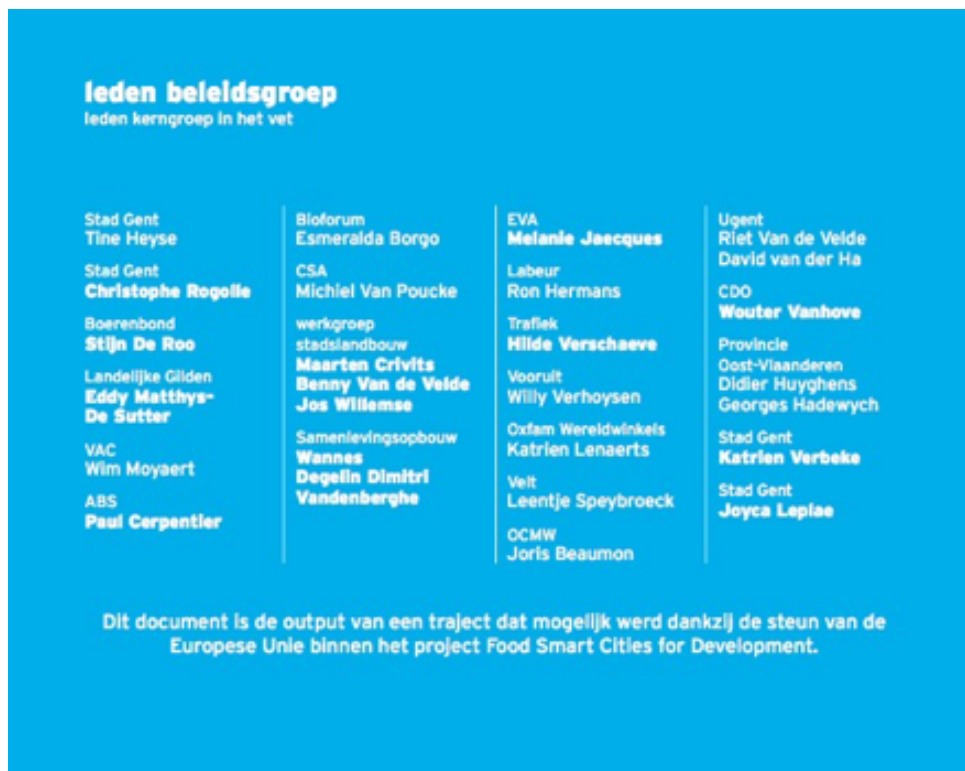 leden beleidsgroep
leden kerngroep in het vet
Stad Gent
Tine Heyse
Stad Gent
Christophe Rogolle
Boerenbond
Stijn De Roo
Landelijke Gilden
Eddy Matthys-
De Sutter
VAC
Wim Moyaert
ABS
Paul Cerpentier
Bioforum
Esmeralda Borgo
CSA
Michiel Van Poucke
werkgroep
stadslandbouw
Maarten Crivits
Benny Van de Velde
Jos Willemse
Samenlevingsopbouw
Wannes
Degelin Dimitri
Vandenberghe
EVA
Melanie Jaecques
Labeur
Ron Hermans
Trafiek
Hilde Verschaeve
Vooruit
Willy Verhoysen
Oxfam Wereldwinkels
Katrien Lenaerts
Velt
Leentje Speybroeck
OCMW
Joris Beaumon
Ugent
Riet Van de Velde
David van der Ha
CDO
Wouter Vanhove
Provincie
Oost-Vlaanderen
Didier Huyghens
Georges Hadewych
Stad Gent
Katrien Verbeke
Stad Gent
Joyca Leplae
Dit document is de output van een traject dat mogelijk werd dankzij de steun van de
Europese Unie binnen het project Food Smart Cities for Development.